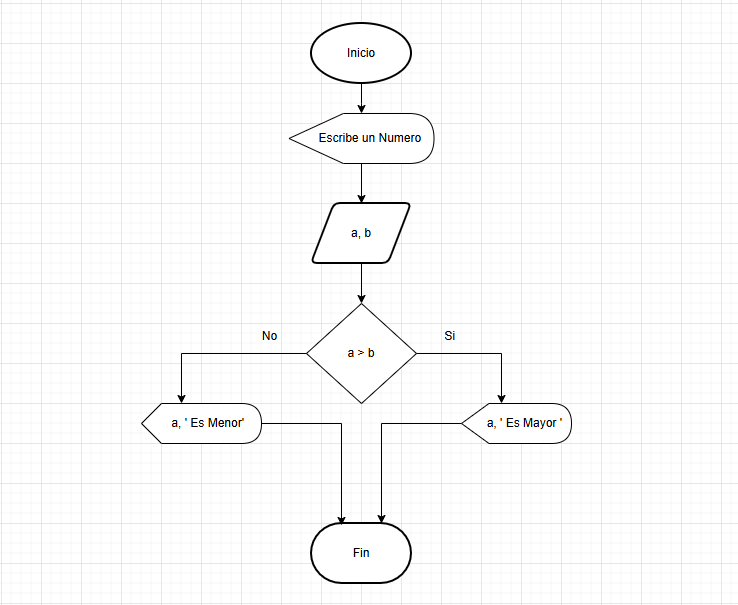 Inicio
Escribe un Numero
a, b
No
Si
a > b
a, ' Es Menor'
a, ' Es Mayor '
Fin